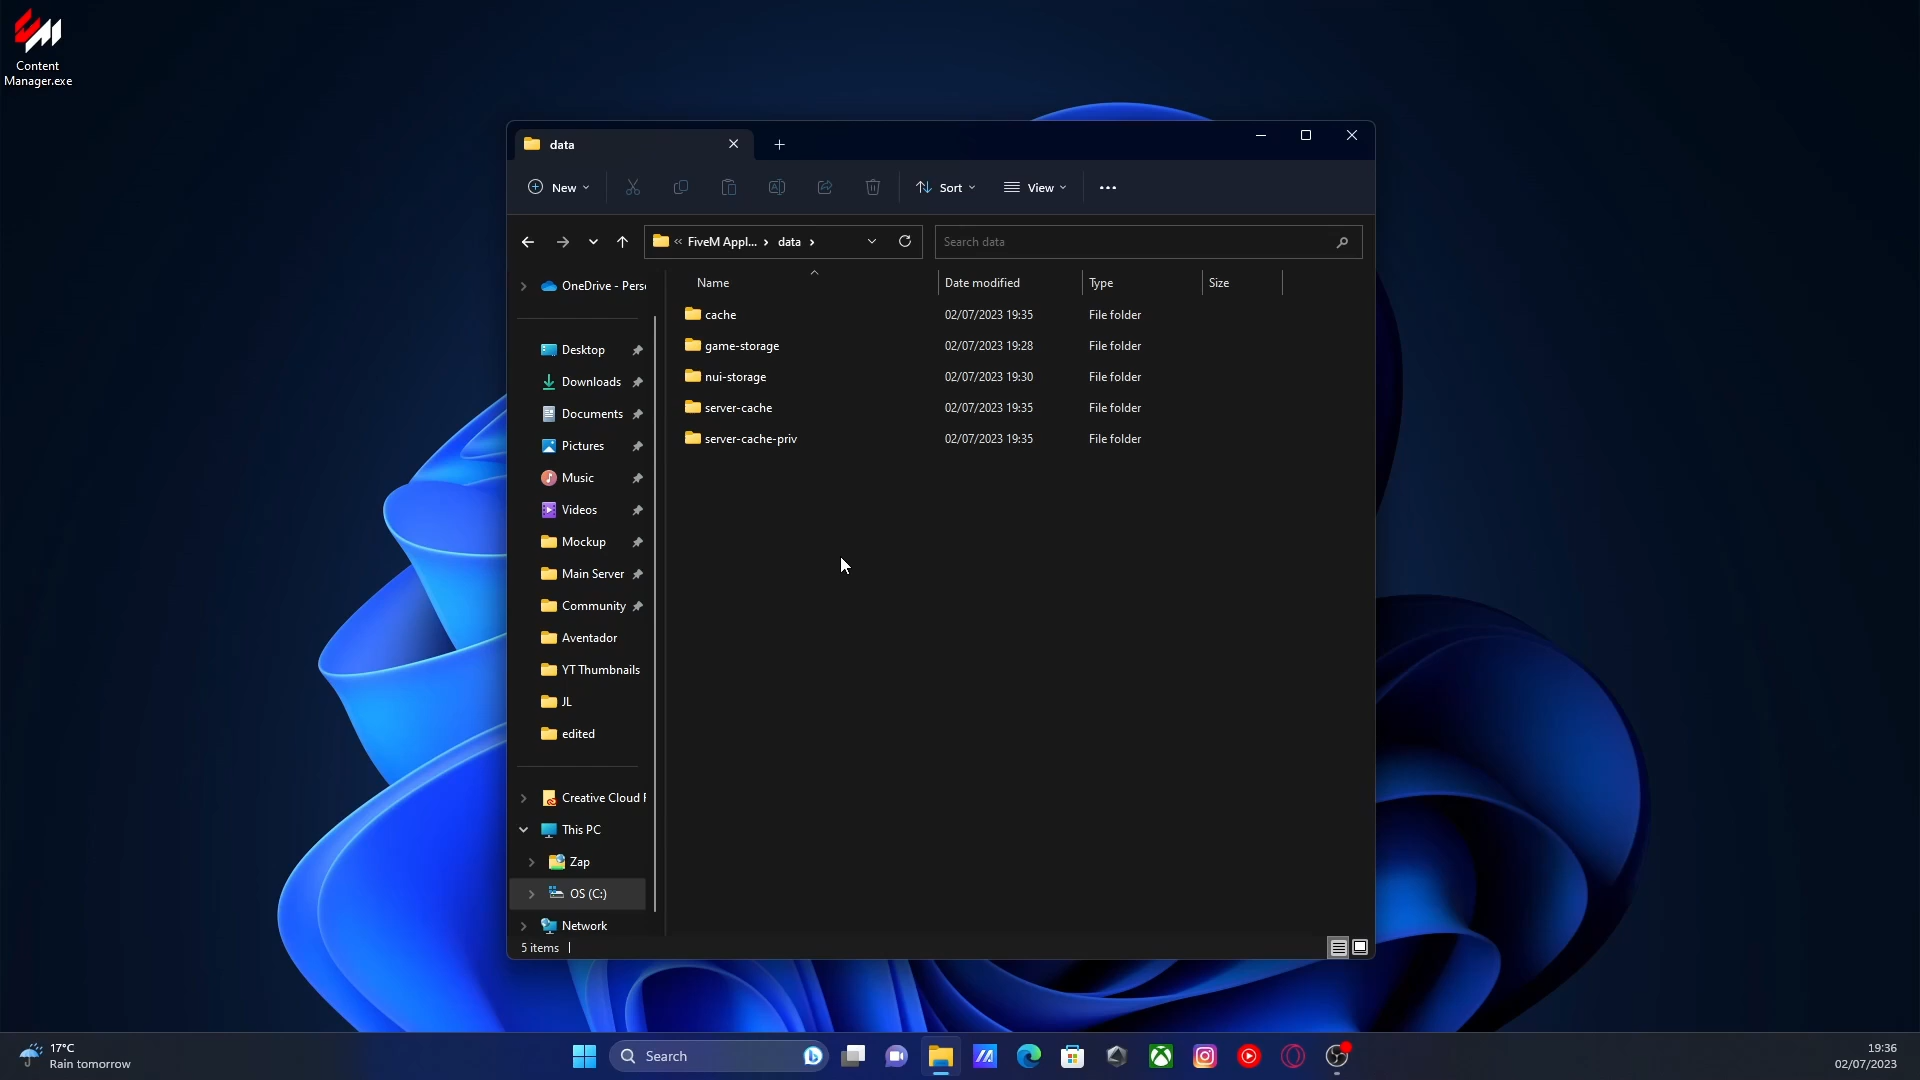 Content
Manager.exe
data
New
Sort
View
« FiveM Appl... › data ›
Search data
Name
Date modified
Type
Size
cache 02/07/2023 19:35 File folder
game-storage 02/07/2023 19:28 File folder
nui-storage 02/07/2023 19:30 File folder
server-cache 02/07/2023 19:35 File folder
server-cache-priv 02/07/2023 19:35 File folder
OneDrive - Pers
Desktop
Downloads
Documents
Pictures
Music
Videos
Mockup
Main Server
Community
Aventador
YT Thumbnails
JL
edited
Creative Cloud F
This PC
Zap
OS (C:)
Network
5 items
17°C
Rain tomorrow
Search
19:36
02/07/2023